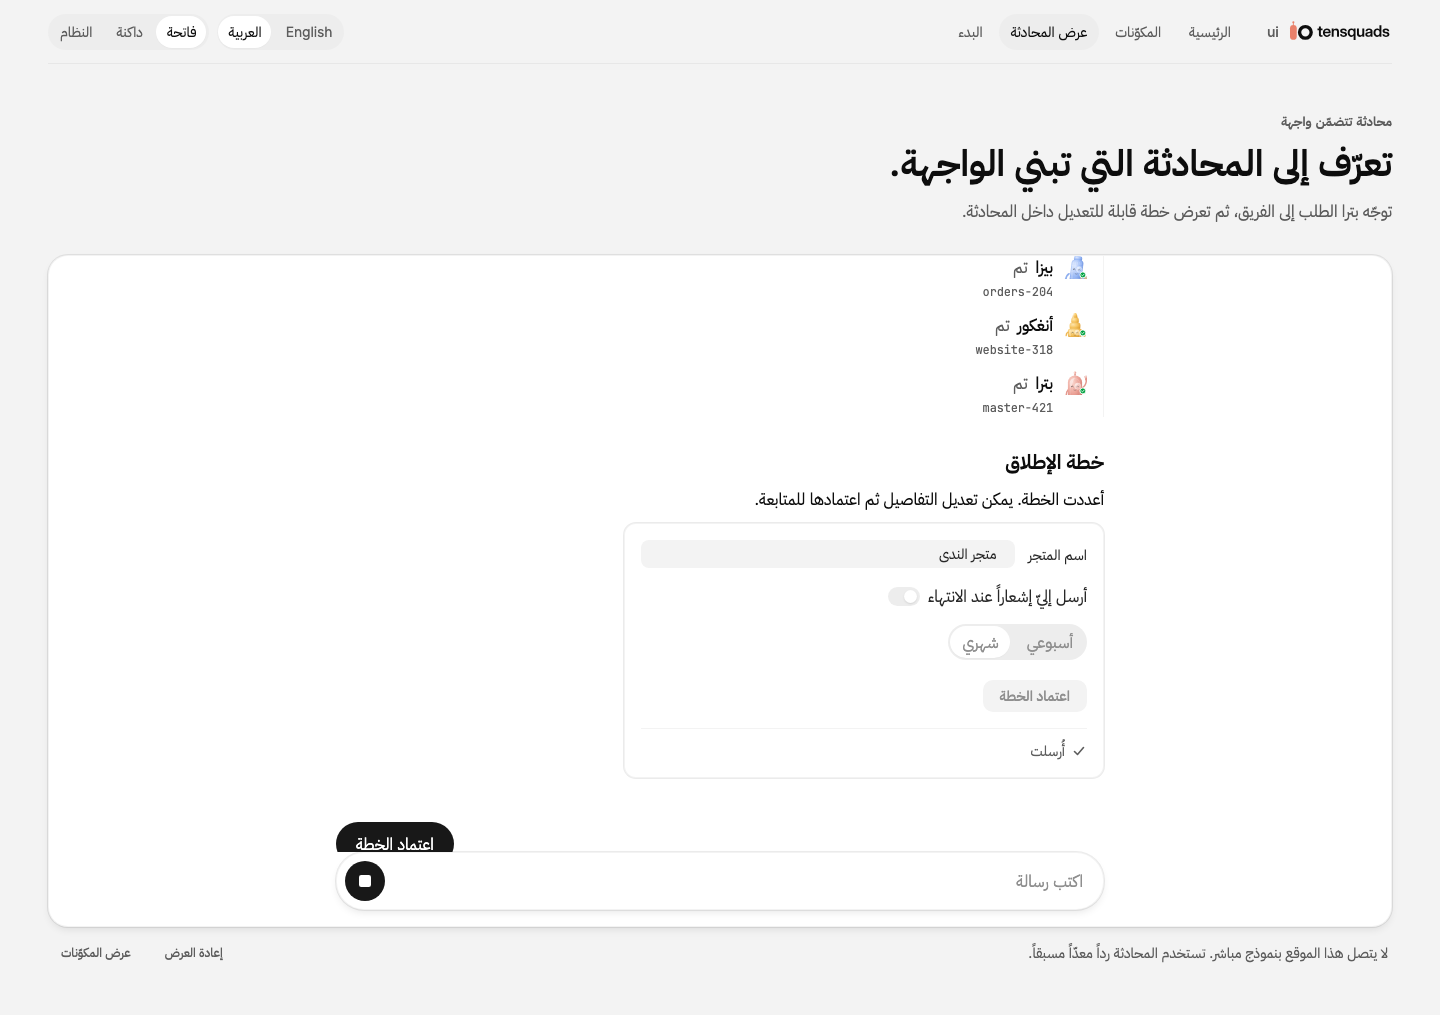 tensquads ui
الرئيسية
المكوّنات
عرض المحادثة
البدء
English
العربية
فاتحة
داكنة
النظام
محادثة تتضمّن واجهة
تعرّف إلى المحادثة التي تبني الواجهة.
توجّه بترا الطلب إلى الفريق، ثم تعرض خطة قابلة للتعديل داخل المحادثة.
بيزا تم
orders-204
أنغكور تم
website-318
بترا تم
master-421
خطة الإطلاق
أعددت الخطة. يمكن تعديل التفاصيل ثم اعتمادها للمتابعة.
اسم المتجر
متجر الندى
أرسل إليّ إشعاراً عند الانتهاء
أسبوعي
شهري
اعتماد الخطة
أُرسلت
اعتماد الخطة
اكتب رسالة
لا يتصل هذا الموقع بنموذج مباشر. تستخدم المحادثة رداً معدّاً مسبقاً.
إعادة العرض
عرض المكوّنات